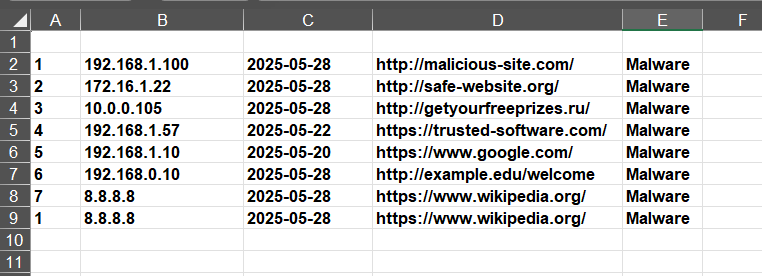 A B C D E F
1
2 1 192.168.1.100 2025-05-28 http://malicious-site.com/ Malware
3 2 172.16.1.22 2025-05-28 http://safe-website.org/ Malware
4 3 10.0.0.105 2025-05-28 http://getyourfreeprizes.ru/ Malware
5 4 192.168.1.57 2025-05-22 https://trusted-software.com/ Malware
6 5 192.168.1.10 2025-05-20 https://www.google.com/ Malware
7 6 192.168.0.10 2025-05-28 http://example.edu/welcome Malware
8 7 8.8.8.8 2025-05-28 https://www.wikipedia.org/ Malware
9 1 8.8.8.8 2025-05-28 https://www.wikipedia.org/ Malware
10
11